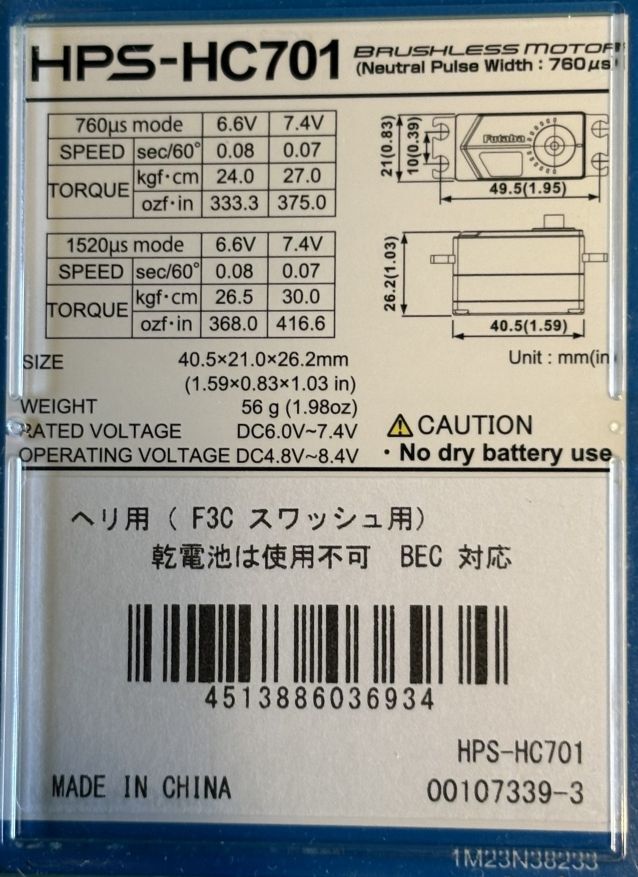 HPS-HC701 BRUSHLESS MOTOR
(Neutral Pulse Width : 760μs)
760μs mode 6.6V 7.4V
SPEED sec/60° 0.08 0.07
TORQUE kgf·cm 24.0 27.0
ozf·in 333.3 375.0
21(0.83)
10(0.39)
Futaba
49.5(1.95)
1520μs mode 6.6V 7.4V
SPEED sec/60° 0.08 0.07
TORQUE kgf·cm 26.5 30.0
ozf·in 368.0 416.6
26.2(1.03)
40.5(1.59)
SIZE 40.5×21.0×26.2mm
(1.59×0.83×1.03 in)
Unit : mm(in
WEIGHT 56 g (1.98oz)
RATED VOLTAGE DC6.0V~7.4V
OPERATING VOLTAGE DC4.8V~8.4V
CAUTION
・No dry battery use
ヘリ用 ( F3C スワッシュ用)
乾電池は使用不可 BEC 対応
4513886036934
HPS-HC701
MADE IN CHINA 00107339-3
1M23N38233